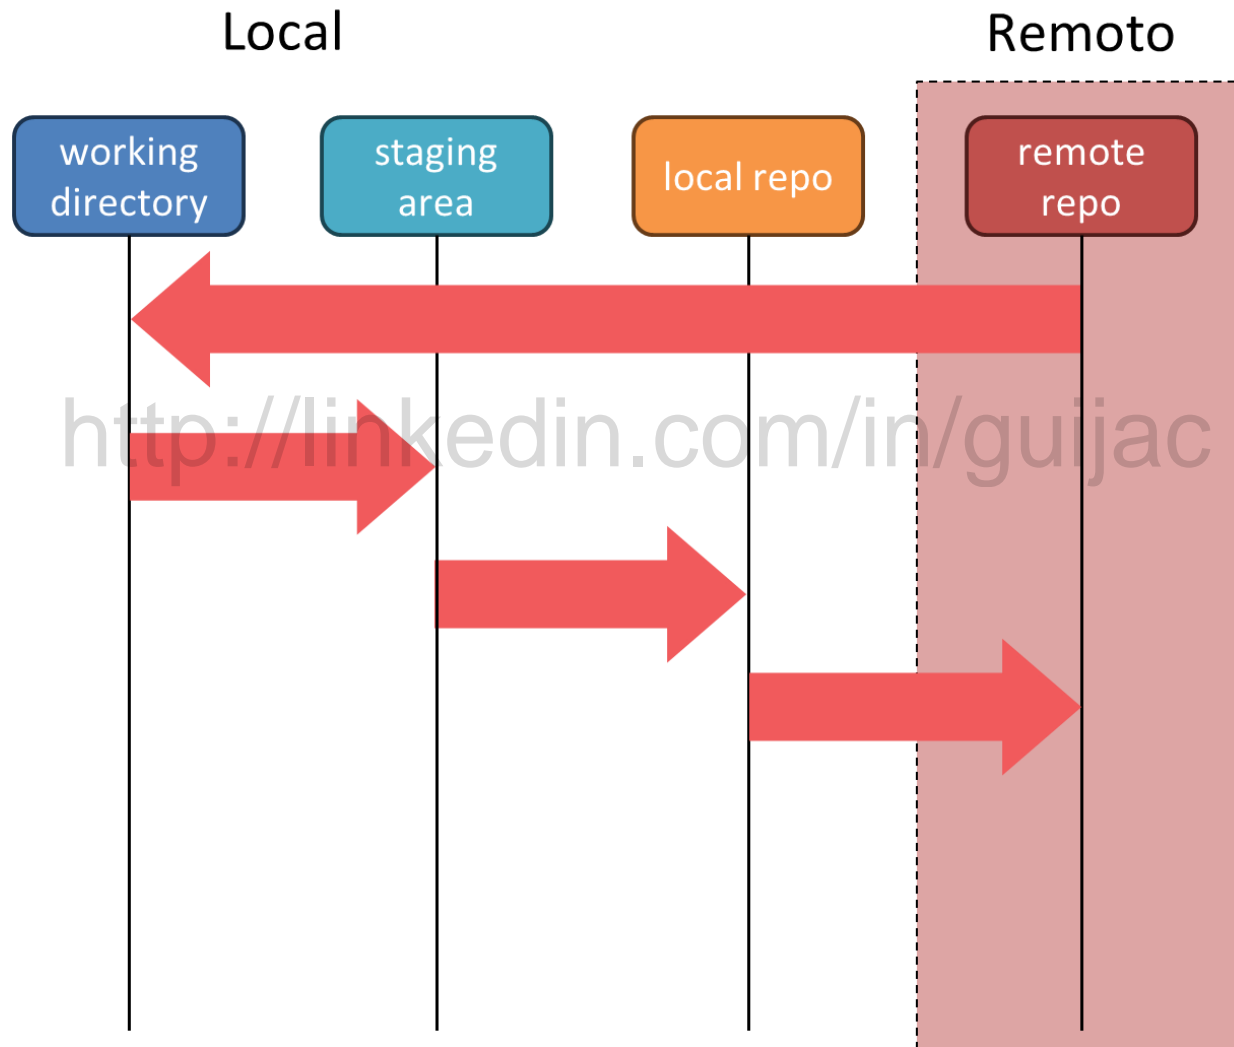 Local
Remoto
working
directory
staging
area
local repo
remote
repo
http://linkedin.com/in/guijac